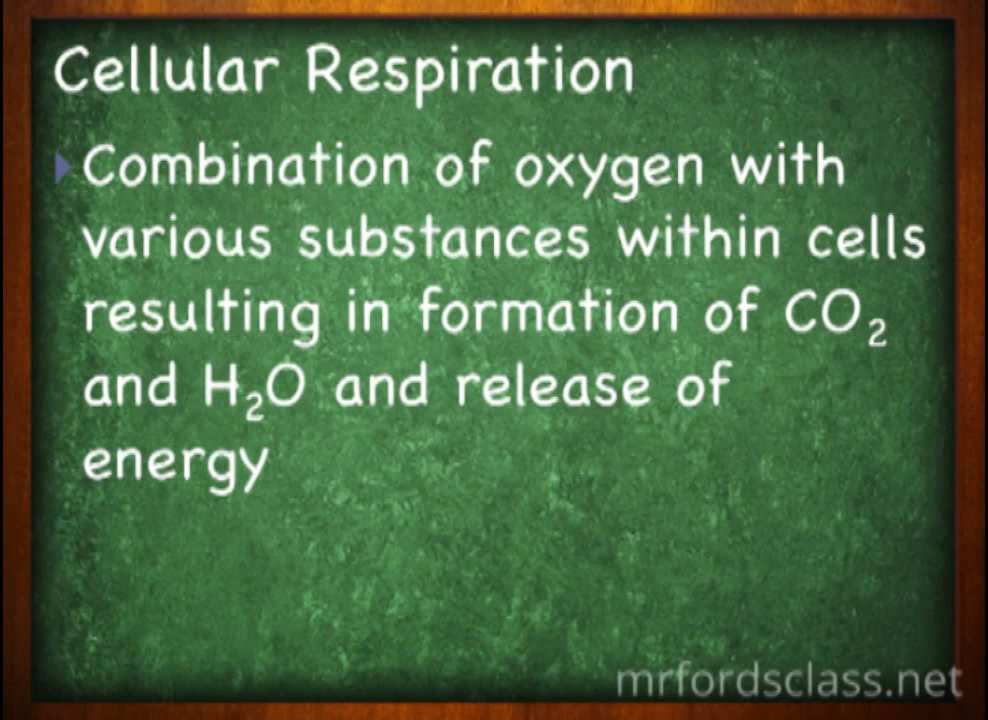 Cellular Respiration
Combination of oxygen with
various substances within cells
resulting in formation of CO₂
and H₂O and release of
energy
mrfordsclass.net